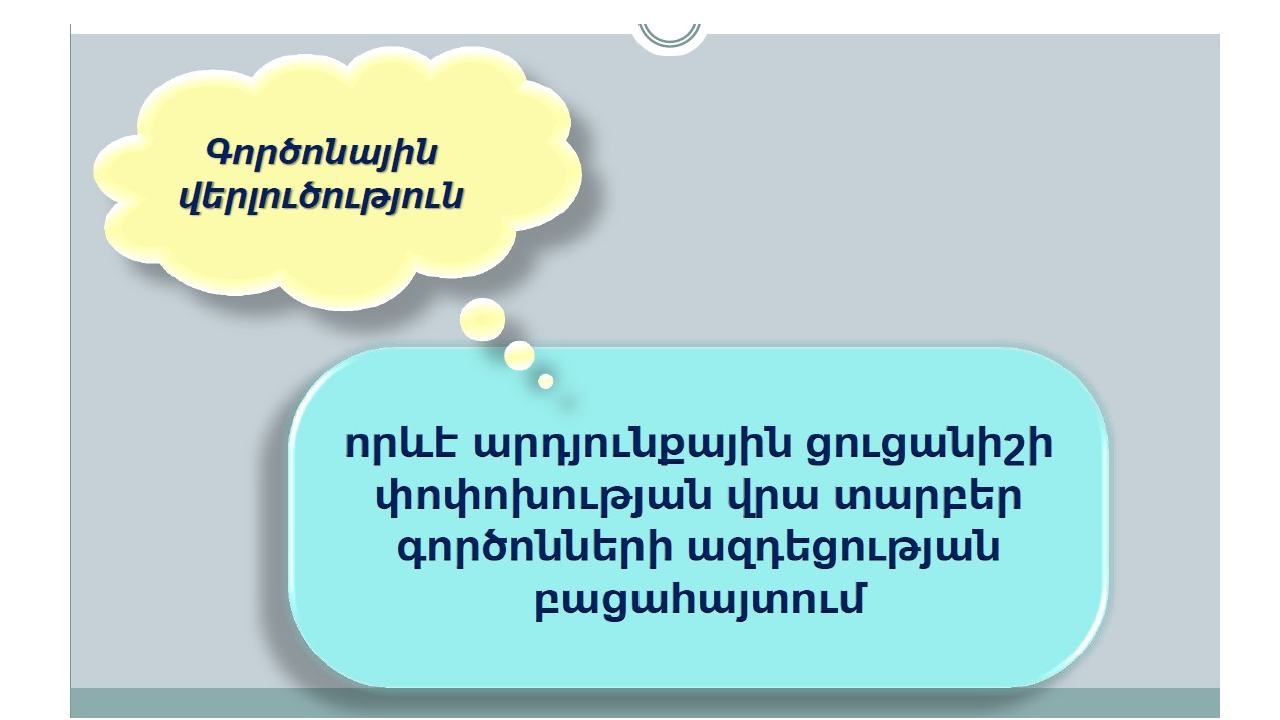 Գործոնային
վերլուծություն
որևէ արդյունքային ցուցանիշի
փոփոխության վրա տարբեր
գործոնների ազդեցության
բացահայտում